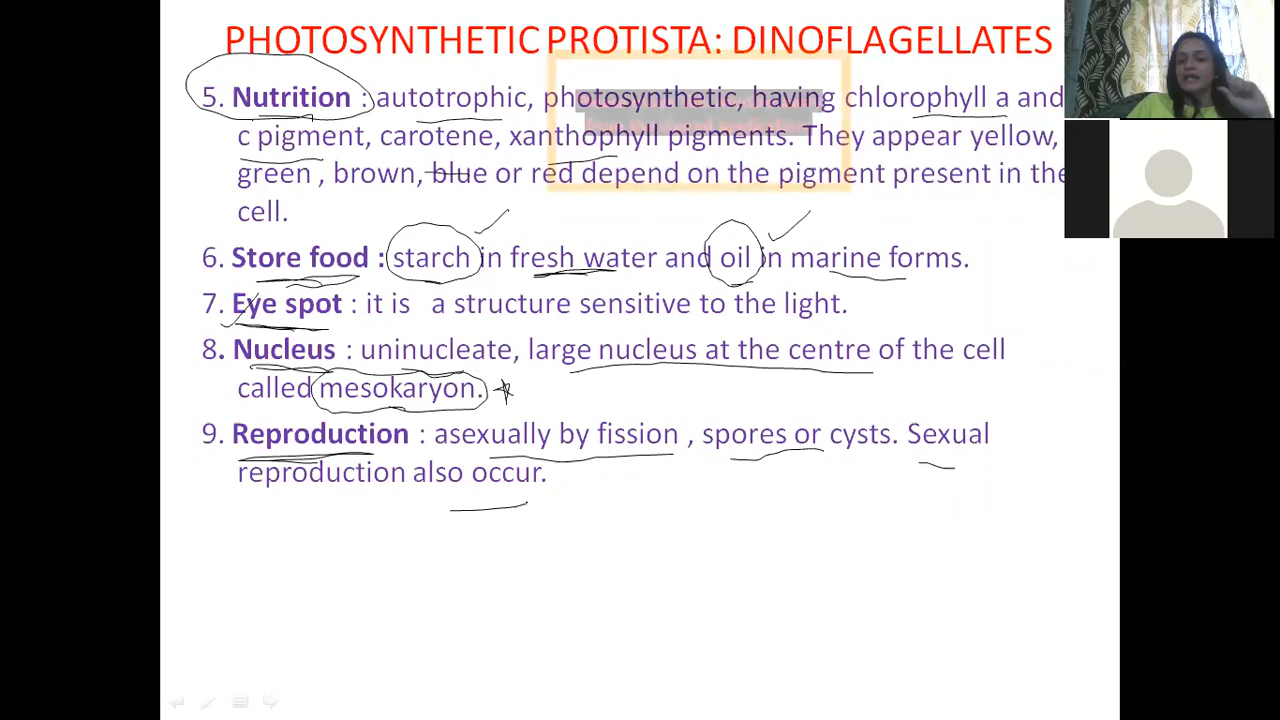 PHOTOSYNTHETIC PROTISTA: DINOFLAGELLATES
5. Nutrition : autotrophic, photosynthetic, having chlorophyll a and
c pigment, carotene, xanthophyll pigments. They appear yellow,
green , brown, blue or red depend on the pigment present in the
cell.
6. Store food : starch in fresh water and oil in marine forms.
7. Eye spot : it is a structure sensitive to the light.
8. Nucleus : uninucleate, large nucleus at the centre of the cell
called mesokaryon.
9. Reproduction : asexually by fission , spores or cysts. Sexual
reproduction also occur.